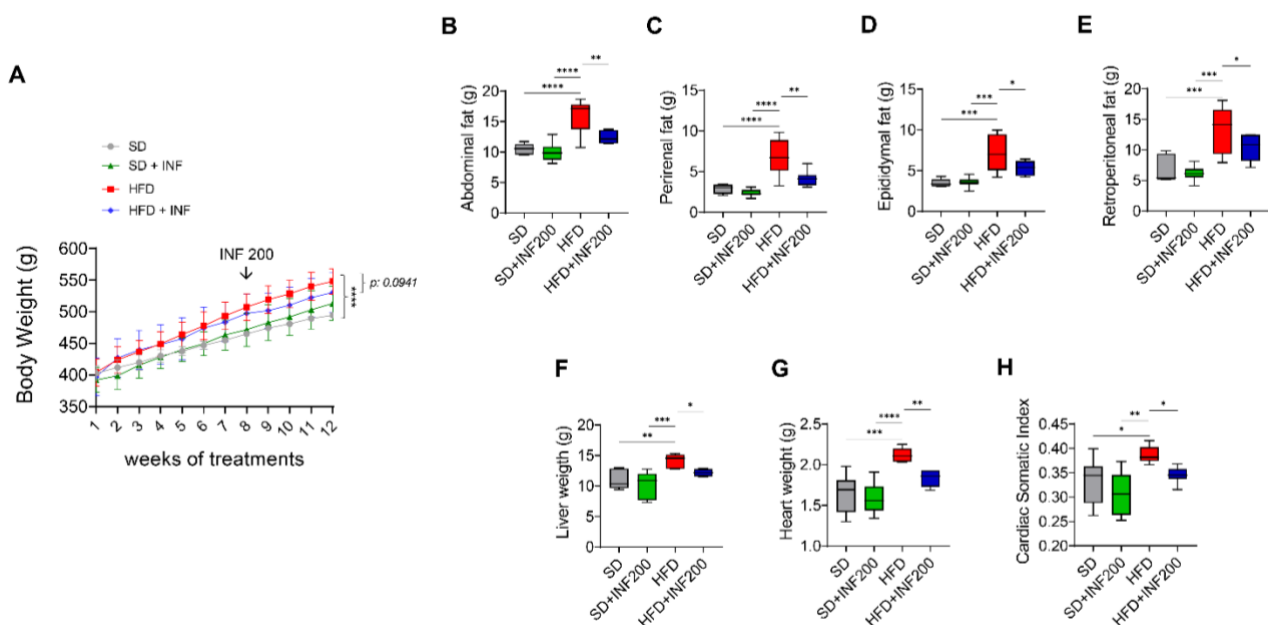 A
SD
SD + INF
HFD
HFD + INF
Body Weight (g)
600
550
500
450
400
350
INF 200
p: 0.0941
****
1 2 3 4 5 6 7 8 9 10 11 12
weeks of treatments
B
Abdominal fat (g)
20
15
10
5
0
**
****
****
SD
SD+INF200
HFD
HFD+INF200
C
Perirenal fat (g)
15
10
5
0
**
****
****
SD
SD+INF200
HFD
HFD+INF200
D
Epididymal fat (g)
15
10
5
0
*
***
***
SD
SD+INF200
HFD
HFD+INF200
E
Retroperitoneal fat (g)
20
15
10
5
0
*
***
***
SD
SD+INF200
HFD
HFD+INF200
F
Liver weigth (g)
20
15
10
5
0
*
***
**
SD
SD+INF200
HFD
HFD+INF200
G
Heart weight (g)
2.5
2.0
1.5
1.0
**
****
***
SD
SD+INF200
HFD
HFD+INF200
H
Cardiac Somatic Index
0.45
0.40
0.35
0.30
0.25
0.20
*
**
*
SD
SD+INF200
HFD
HFD+INF200